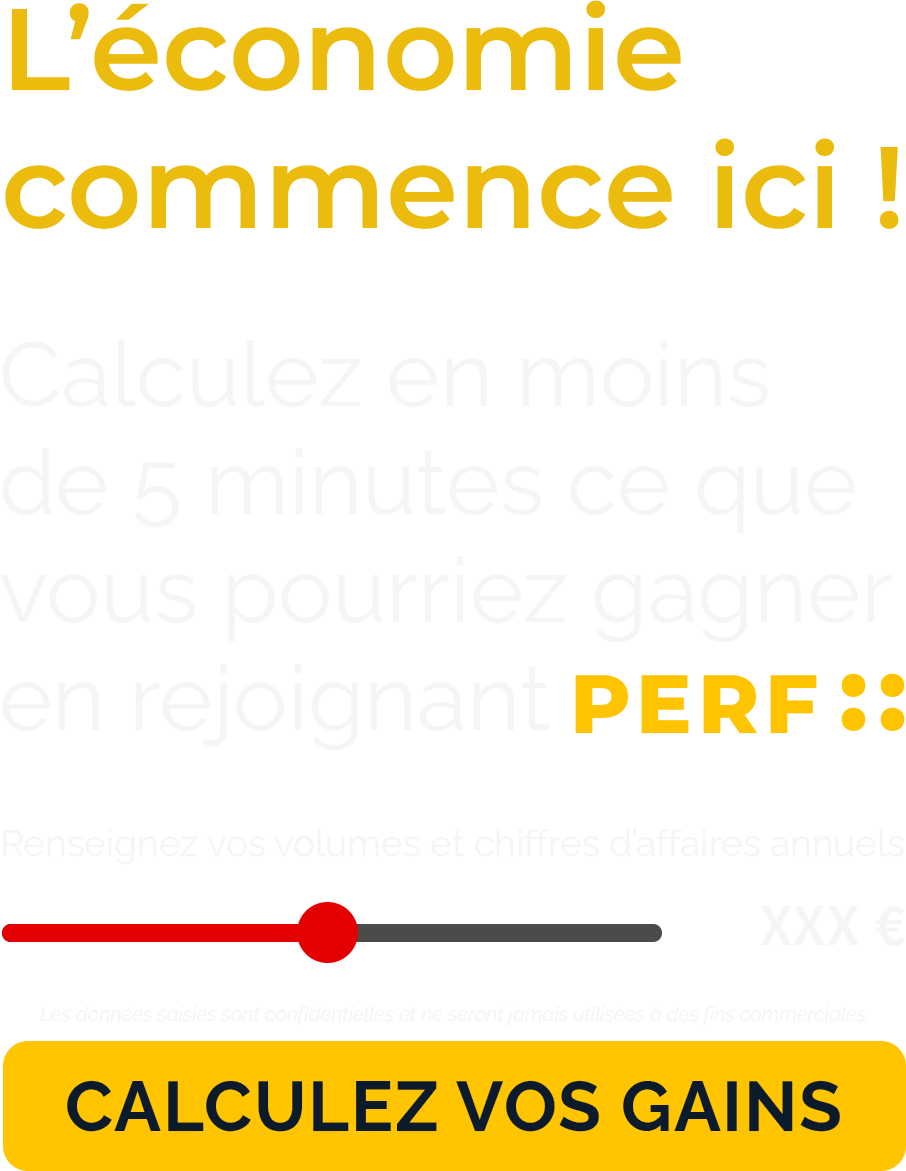 L’économie
commence ici !
Calculez en moins
de 5 minutes ce que
vous pourriez gagner
en rejoignant PERF
Renseignez vos volumes et chiffres d’affaires annuels
XXX €
Les données saisies sont confidentielles et ne seront jamais utilisées à des fins commerciales.
CALCULEZ VOS GAINS